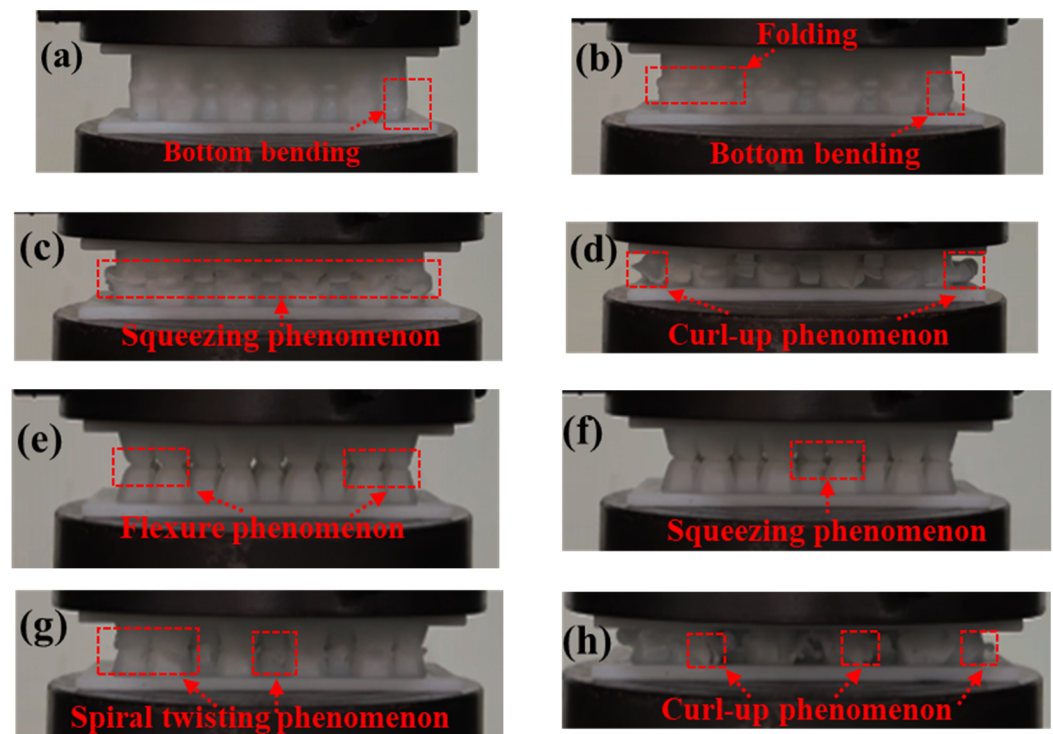 (a)
Bottom bending
(b)
Folding
Bottom bending
(c)
Squeezing phenomenon
(d)
Curl-up phenomenon
(e)
Flexure phenomenon
(f)
Squeezing phenomenon
(g)
Spiral twisting phenomenon
(h)
Curl-up phenomenon